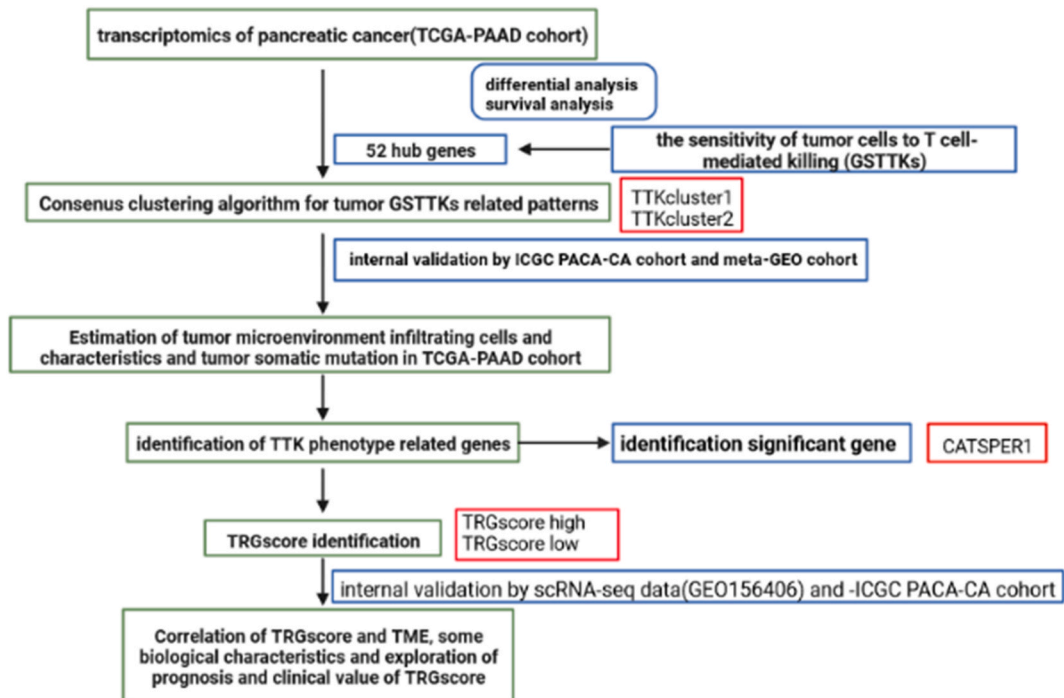 transcriptomics of pancreatic cancer(TCGA-PAAD cohort)
differential analysis
survival analysis
52 hub genes
the sensitivity of tumor cells to T cell-
mediated killing (GSTTKs)
Consenus clustering algorithm for tumor GSTTKs related patterns
TTKcluster1
TTKcluster2
internal validation by ICGC PACA-CA cohort and meta-GEO cohort
Estimation of tumor microenvironment infiltrating cells and
characteristics and tumor somatic mutation in TCGA-PAAD cohort
identification of TTK phenotype related genes
identification significant gene
CATSPER1
TRGscore identification
TRGscore high
TRGscore low
internal validation by scRNA-seq data(GEO156406) and -ICGC PACA-CA cohort
Correlation of TRGscore and TME, some
biological characteristics and exploration of
prognosis and clinical value of TRGscore